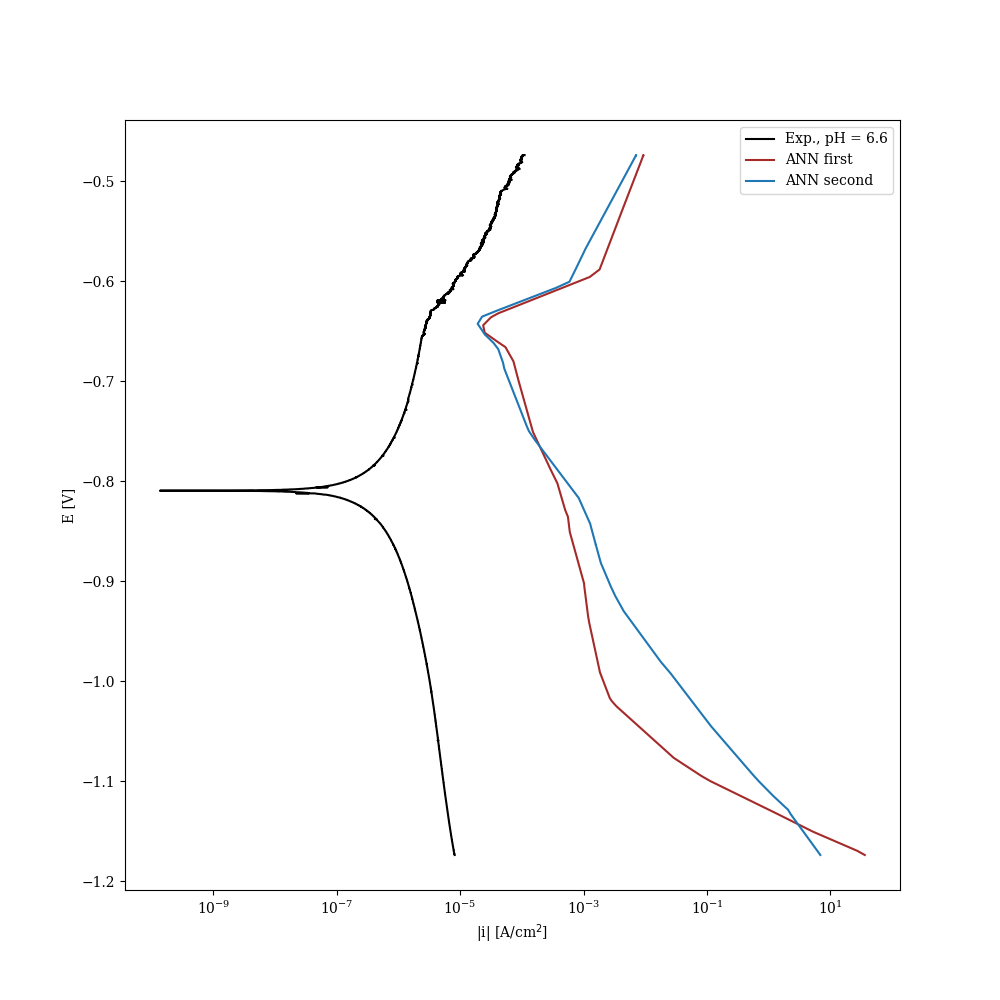 Exp., pH = 6.6
ANN first
ANN second
−0.5
−0.6
−0.7
−0.8
−0.9
−1.0
−1.1
−1.2
E [V]
10⁻⁹
10⁻⁷
10⁻⁵
10⁻³
10⁻¹
10¹
|i| [A/cm²]